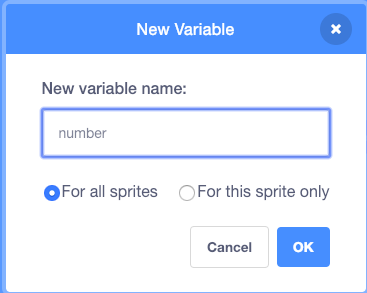 New Variable
New variable name:
number
For all sprites For this sprite only
Cancel OK